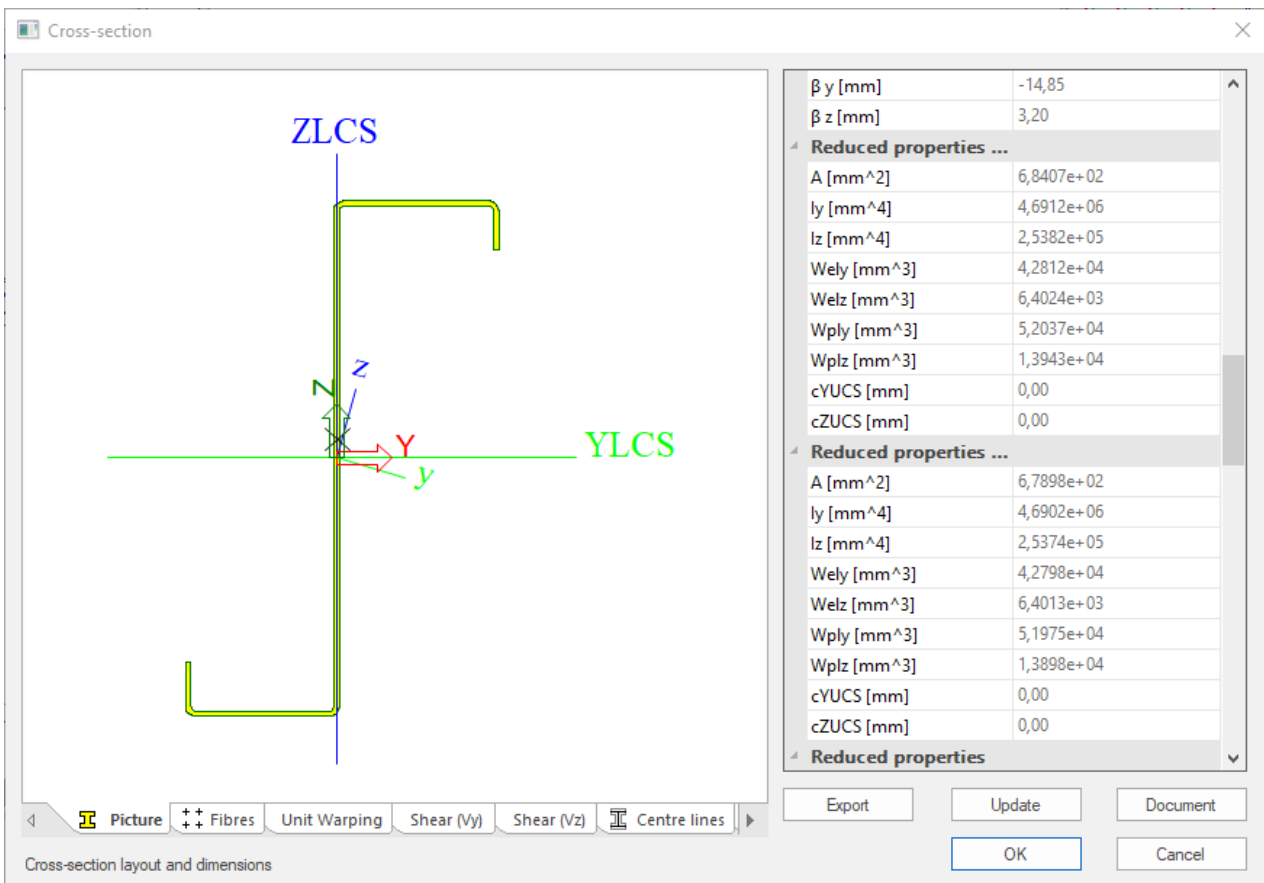 Cross-section
ZLCS
z
N
Y
YLCS
y
β y [mm] -14,85
β z [mm] 3,20
Reduced properties ...
A [mm^2] 6,8407e+02
Iy [mm^4] 4,6912e+06
Iz [mm^4] 2,5382e+05
Wely [mm^3] 4,2812e+04
Welz [mm^3] 6,4024e+03
Wply [mm^3] 5,2037e+04
Wplz [mm^3] 1,3943e+04
cYUCS [mm] 0,00
cZUCS [mm] 0,00
Reduced properties ...
A [mm^2] 6,7898e+02
Iy [mm^4] 4,6902e+06
Iz [mm^4] 2,5374e+05
Wely [mm^3] 4,2798e+04
Welz [mm^3] 6,4013e+03
Wply [mm^3] 5,1975e+04
Wplz [mm^3] 1,3898e+04
cYUCS [mm] 0,00
cZUCS [mm] 0,00
Reduced properties
Picture Fibres Unit Warping Shear (Vy) Shear (Vz) Centre lines
Export Update Document
Cross-section layout and dimensions
OK Cancel